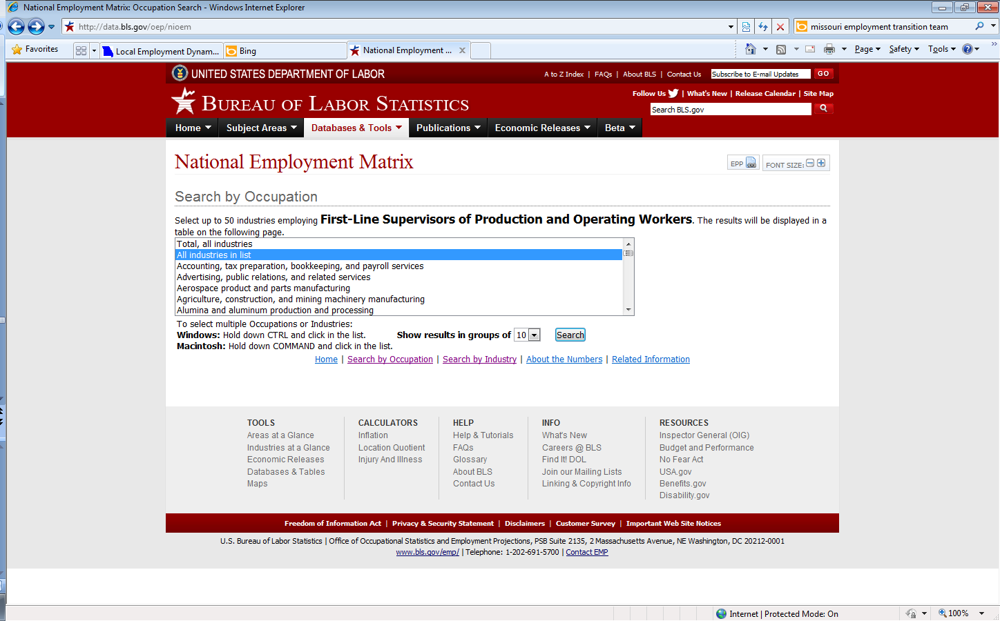 National Employment Matrix: Occupation Search - Windows Internet Explorer
http://data.bls.gov/oep/nioem
missouri employment transition team
Favorites
Local Employment Dynam...
Bing
National Employment ...
Page
Safety
Tools
UNITED STATES DEPARTMENT OF LABOR
A to Z Index | FAQs | About BLS | Contact Us
Subscribe to E-mail Updates
GO
Follow Us | What's New | Release Calendar | Site Map
BUREAU OF LABOR STATISTICS
Search BLS.gov
Home
Subject Areas
Databases & Tools
Publications
Economic Releases
Beta
National Employment Matrix
EPP
FONT SIZE:
Search by Occupation
Select up to 50 industries employing First-Line Supervisors of Production and Operating Workers. The results will be displayed in a
table on the following page.
Total, all industries
All industries in list
Accounting, tax preparation, bookkeeping, and payroll services
Advertising, public relations, and related services
Aerospace product and parts manufacturing
Agriculture, construction, and mining machinery manufacturing
Alumina and aluminum production and processing
To select multiple Occupations or Industries:
Windows: Hold down CTRL and click in the list.
Show results in groups of 10
Search
Macintosh: Hold down COMMAND and click in the list.
Home | Search by Occupation | Search by Industry | About the Numbers | Related Information
TOOLS
Areas at a Glance
Industries at a Glance
Economic Releases
Databases & Tables
Maps
CALCULATORS
Inflation
Location Quotient
Injury And Illness
HELP
Help & Tutorials
FAQs
Glossary
About BLS
Contact Us
INFO
What's New
Careers @ BLS
Find It! DOL
Join our Mailing Lists
Linking & Copyright Info
RESOURCES
Inspector General (OIG)
Budget and Performance
No Fear Act
USA.gov
Benefits.gov
Disability.gov
Freedom of Information Act | Privacy & Security Statement | Disclaimers | Customer Survey | Important Web Site Notices
U.S. Bureau of Labor Statistics | Office of Occupational Statistics and Employment Projections, PSB Suite 2135, 2 Massachusetts Avenue, NE Washington, DC 20212-0001
www.bls.gov/emp/ | Telephone: 1-202-691-5700 | Contact EMP
Internet | Protected Mode: On
100%